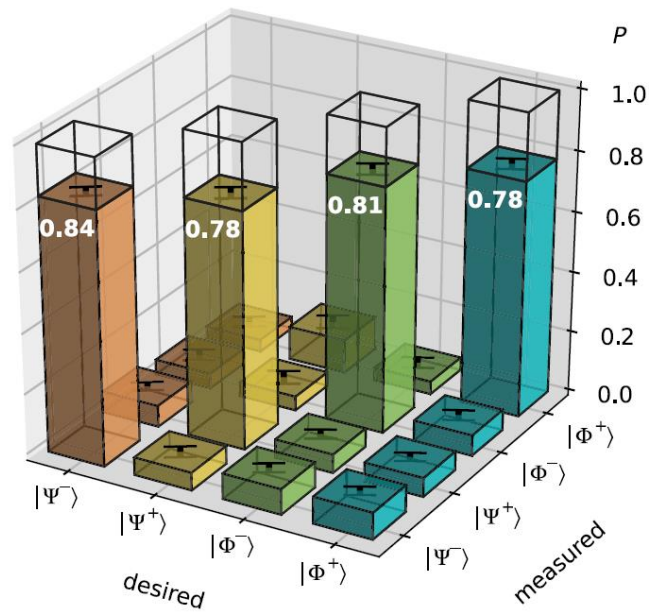 P
1.0
0.8
0.6
0.4
0.2
0.0
0.84
0.78
0.81
0.78
|Ψ⁻⟩
|Ψ⁺⟩
|Φ⁻⟩
|Φ⁺⟩
desired
|Ψ⁻⟩
|Ψ⁺⟩
|Φ⁻⟩
|Φ⁺⟩
measured